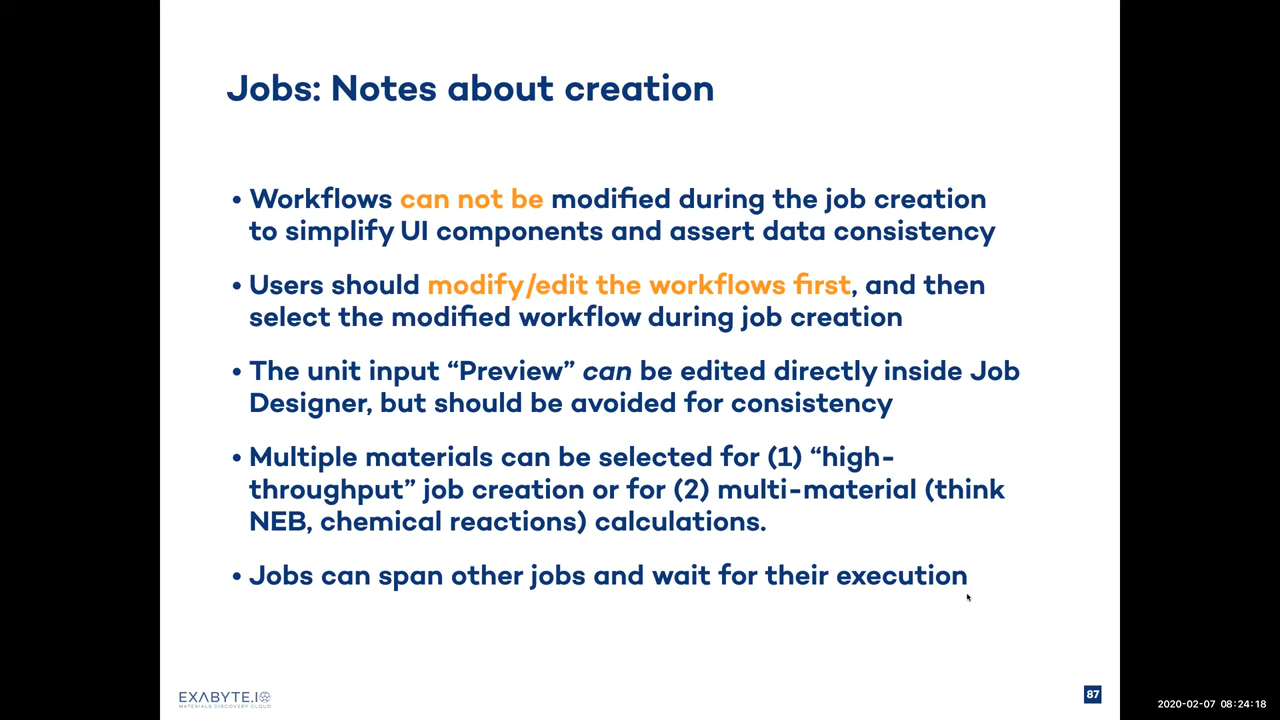 Jobs: Notes about creation
• Workflows can not be modified during the job creation
to simplify UI components and assert data consistency
• Users should modify/edit the workflows first, and then
select the modified workflow during job creation
• The unit input “Preview” can be edited directly inside Job
Designer, but should be avoided for consistency
• Multiple materials can be selected for (1) “high-
throughput” job creation or for (2) multi-material (think
NEB, chemical reactions) calculations.
• Jobs can span other jobs and wait for their execution
EXABYTE.IO
MATERIALS DISCOVERY CLOUD
87
2020-02-07 08:24:18